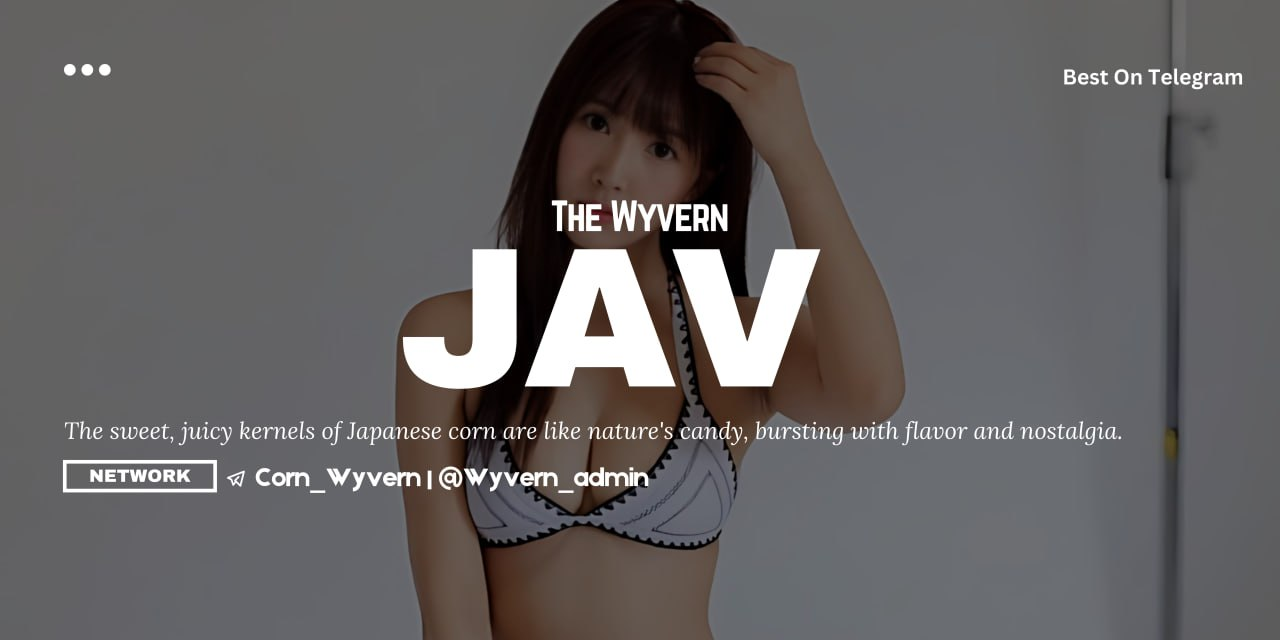 Best On Telegram
The Wyvern
JAV
The sweet, juicy kernels of Japanese corn are like nature's candy, bursting with flavor and nostalgia.
NETWORK Corn_Wyvern | @Wyvern_admin